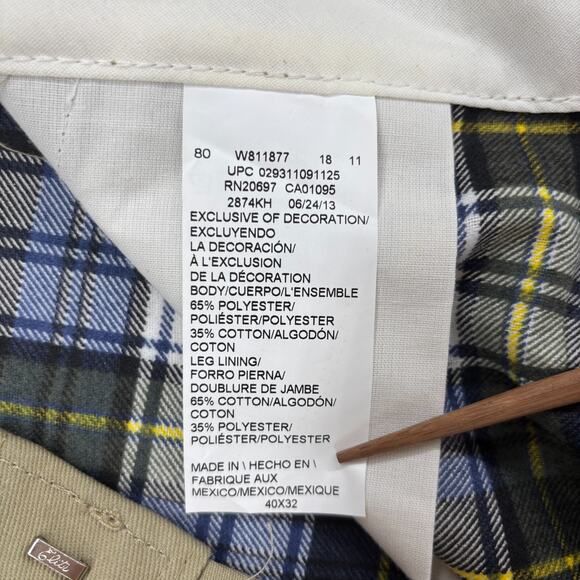 80 W811877 18 11
UPC 029311091125
RN20697 CA01095
2874KH 06/24/13
EXCLUSIVE OF DECORATION/
EXCLUYENDO
LA DECORACIÓN/
À L'EXCLUSION
DE LA DÉCORATION
BODY/CUERPO/L'ENSEMBLE
65% POLYESTER/
POLIÉSTER/POLYESTER
35% COTTON/ALGODÓN/
COTON
LEG LINING/
FORRO PIERNA/
DOUBLURE DE JAMBE
65% COTTON/ALGODÓN/
COTON
35% POLYESTER/
POLIÉSTER/POLYESTER
MADE IN \ HECHO EN \
FABRIQUE AUX
MEXICO/MEXICO/MEXIQUE
40X32
Elite